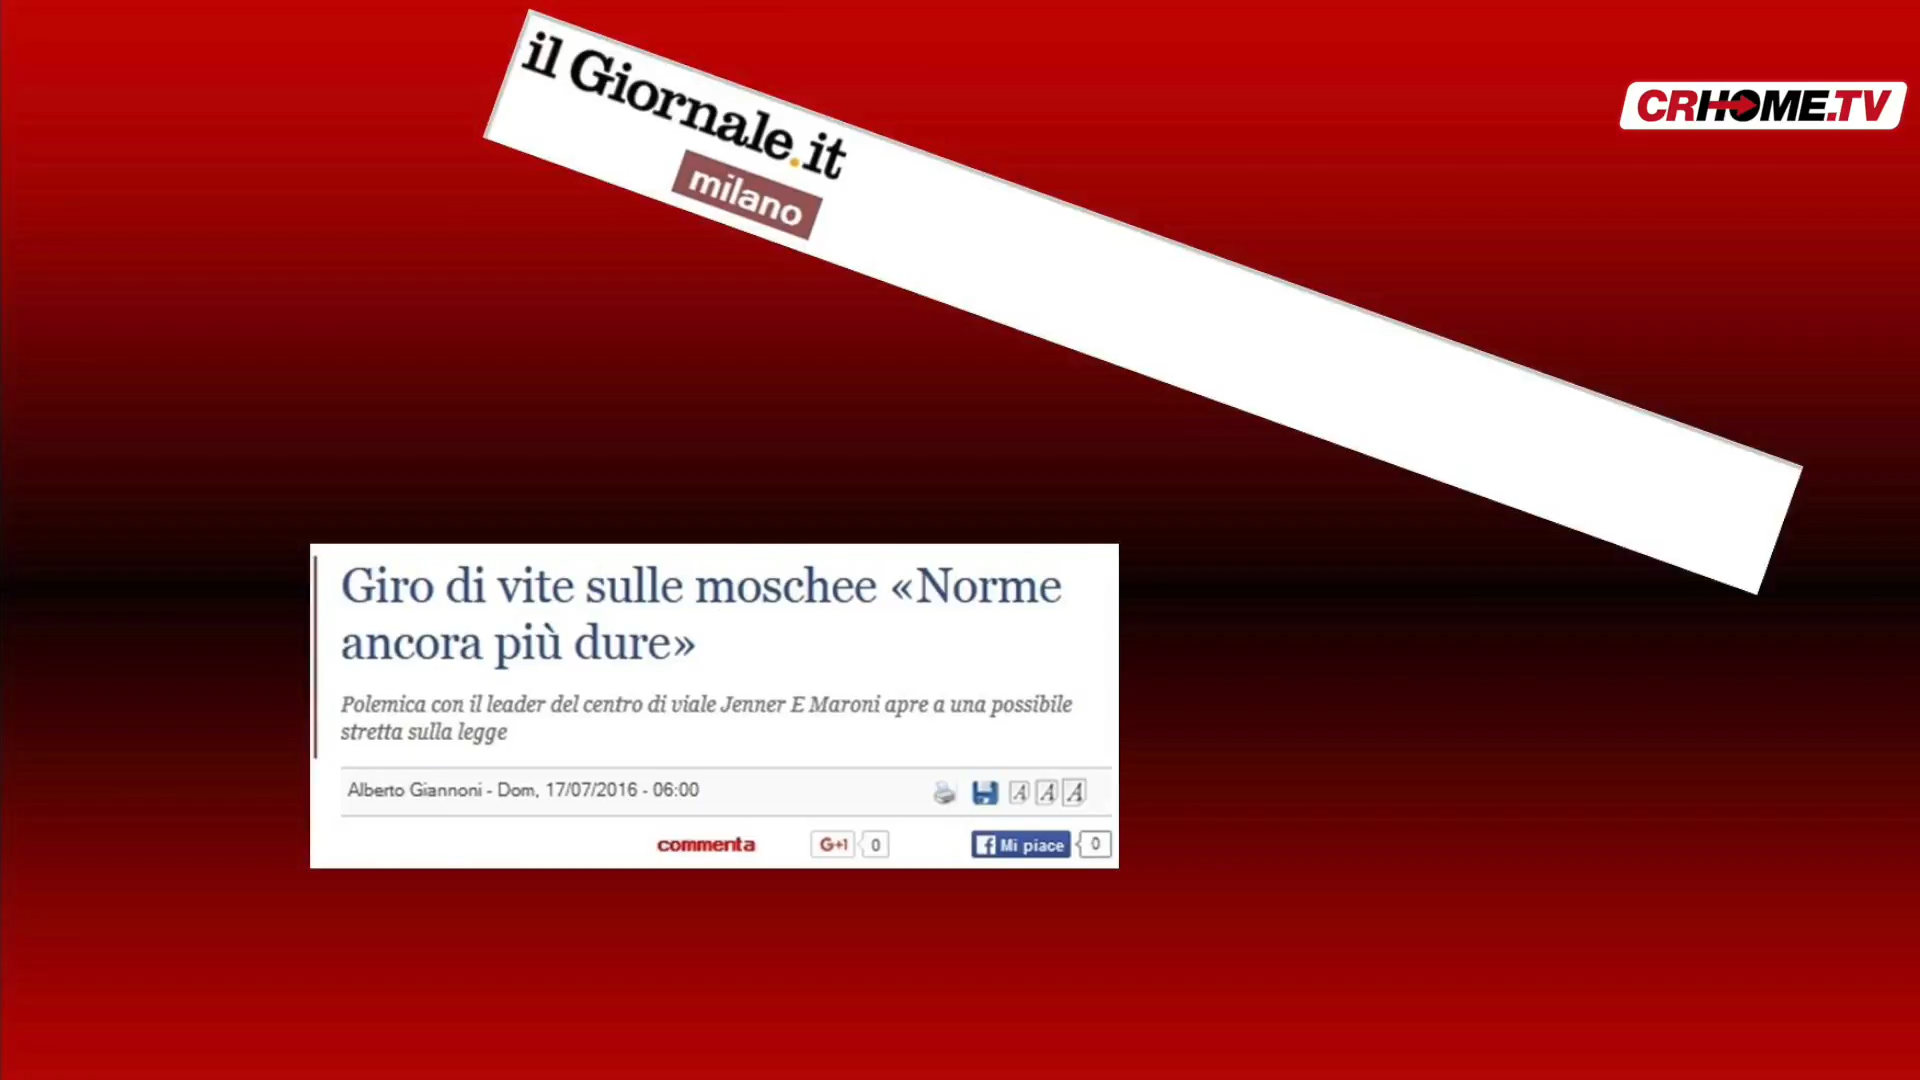 il Giornale.it
milano
CRHOME.TV
Giro di vite sulle moschee «Norme
ancora più dure»
Polemica con il leader del centro di viale Jenner E Maroni apre a una possibile
stretta sulla legge
Alberto Giannoni - Dom, 17/07/2016 - 06:00
A A A
commenta G+1 0 f Mi piace 0